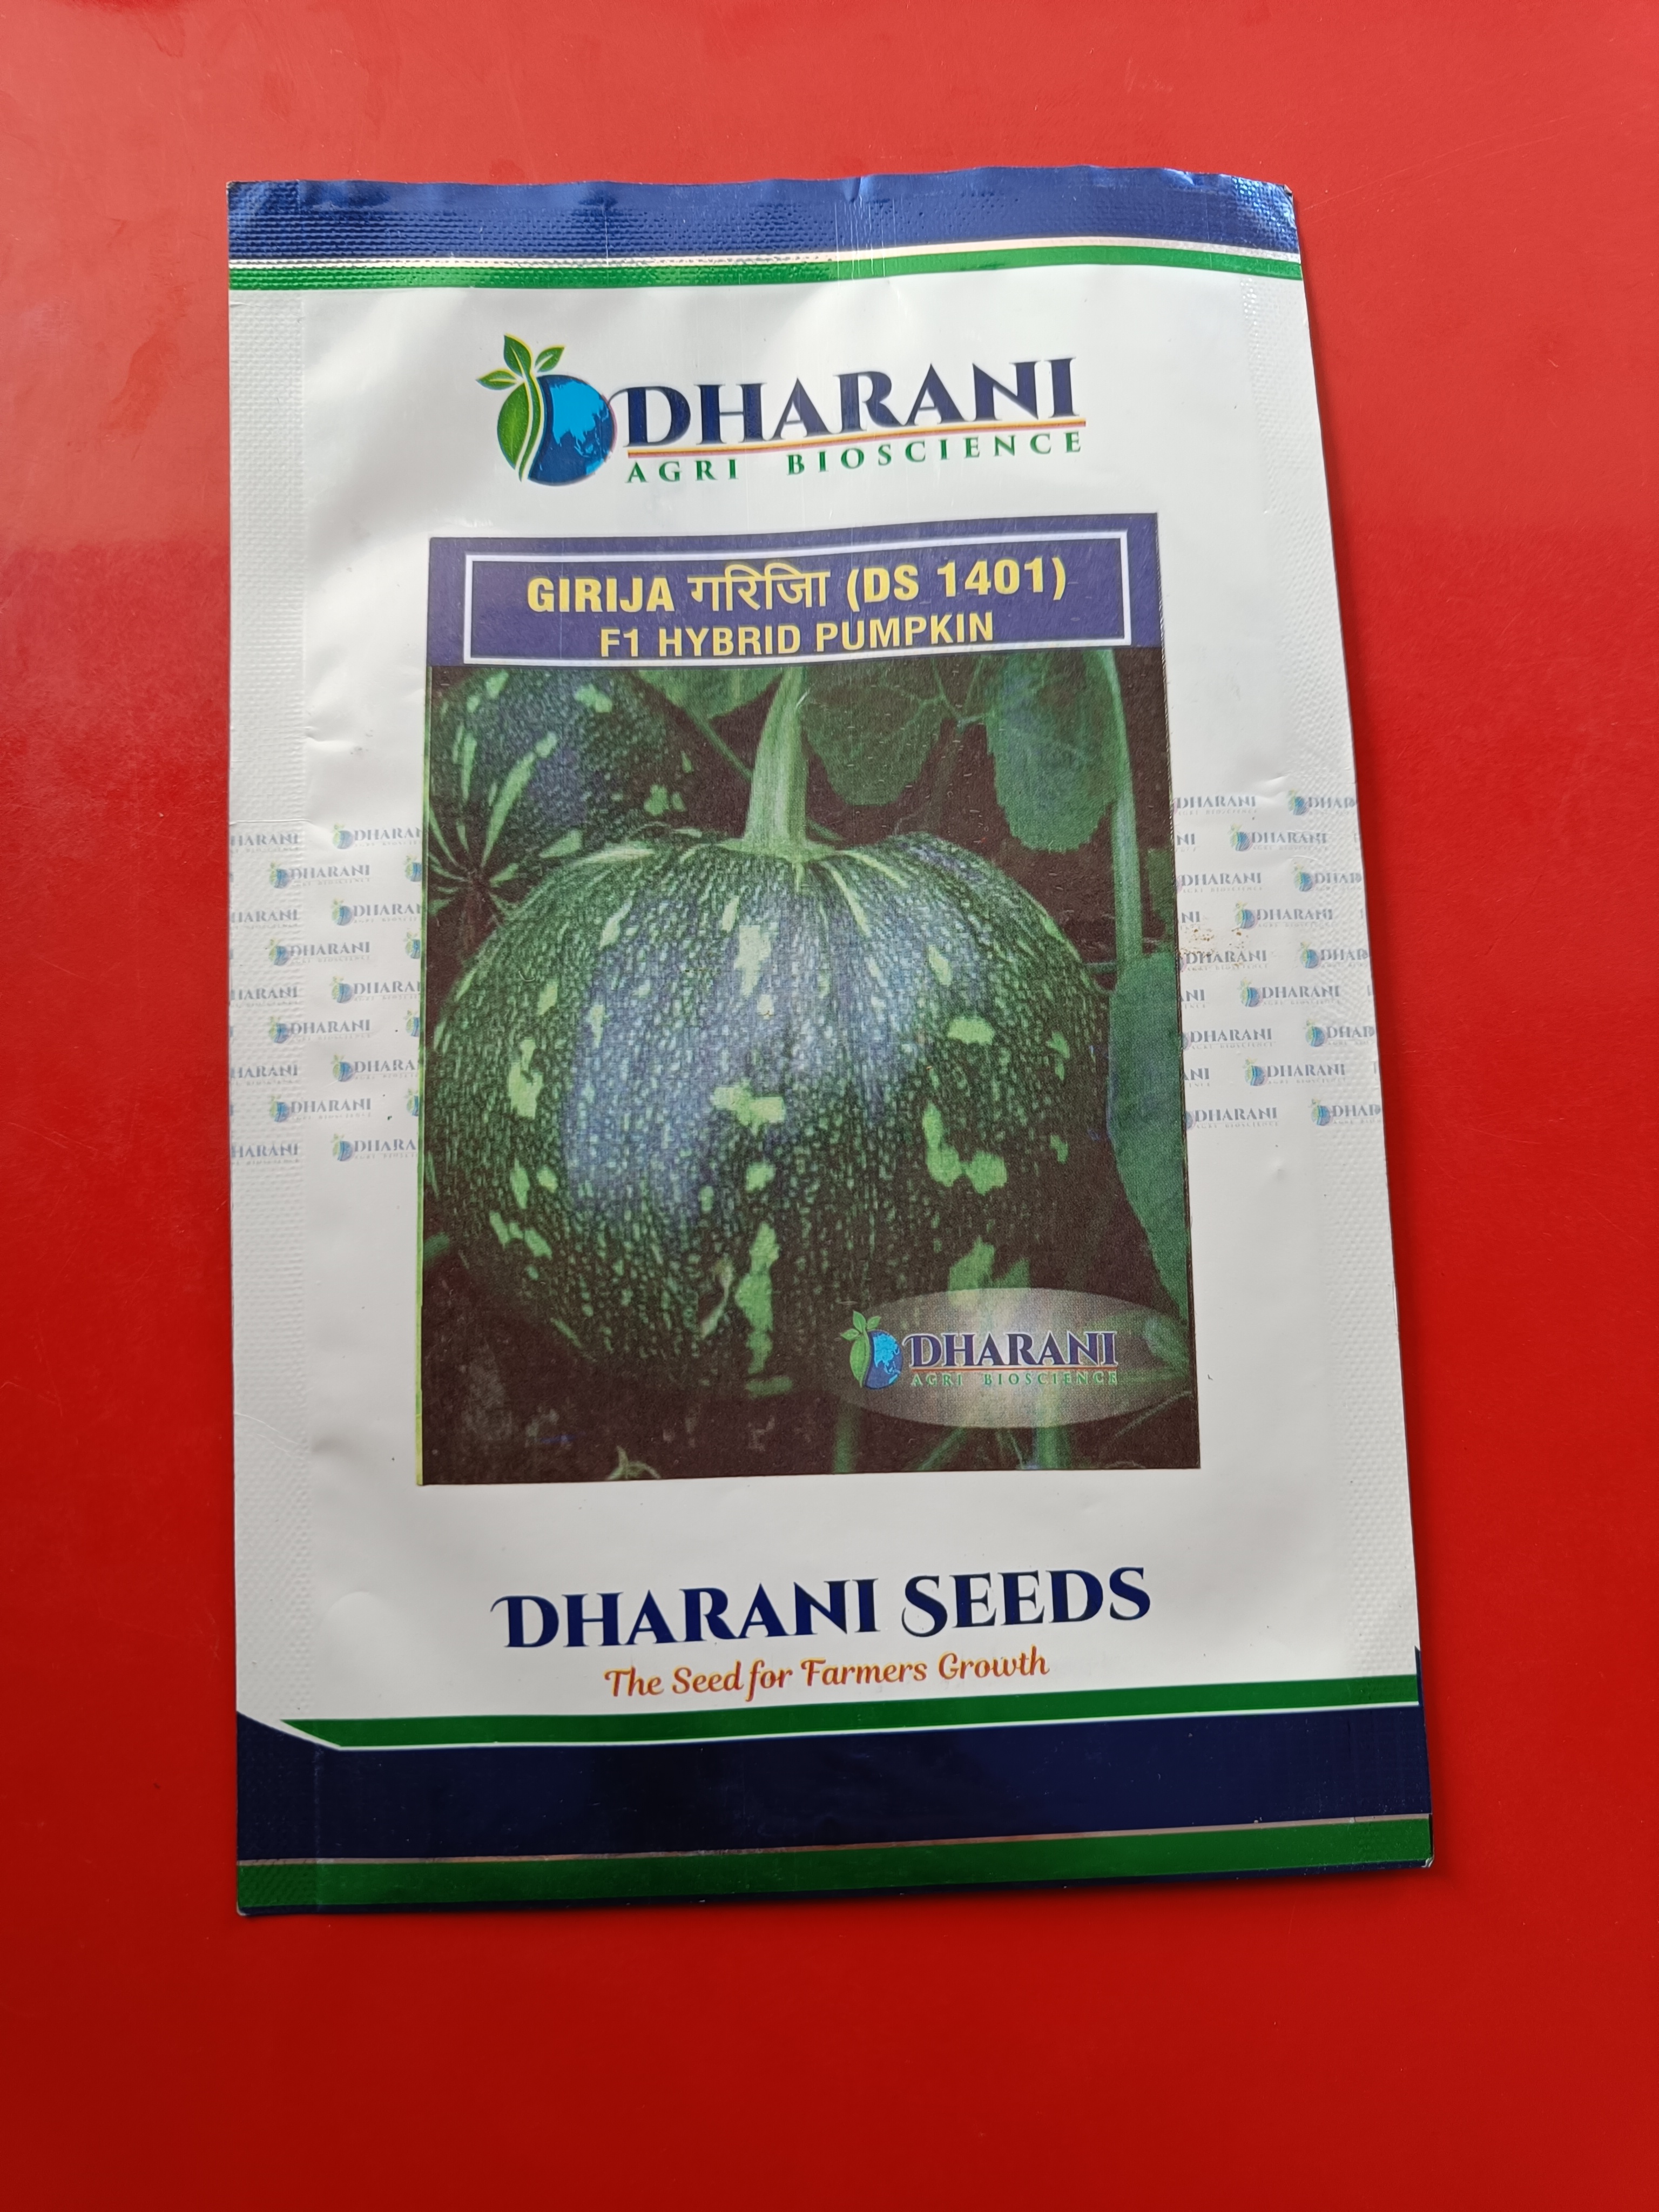 DHARANI
AGRI BIOSCIENCE
GIRIJA गरिजिा (DS 1401)
F1 HYBRID PUMPKIN
DHARANI
AGRI BIOSCIENCE
DHARANI SEEDS
The Seed for Farmers Growth